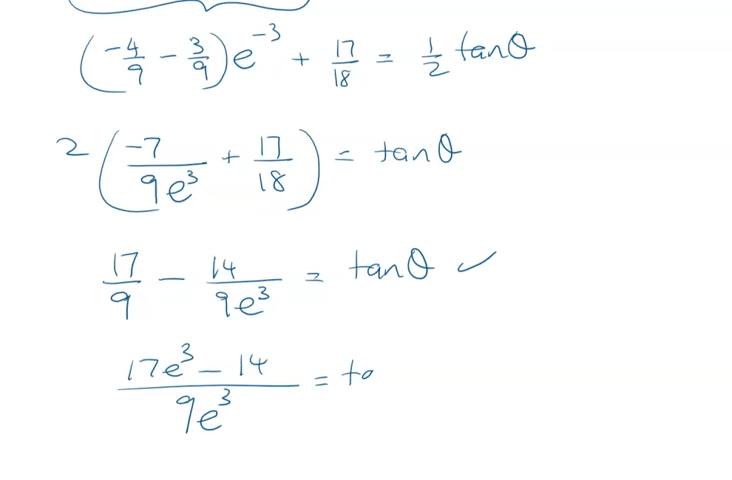 (-4/9 - 3/9)e^-3 + 17/18 = 1/2 tanθ
2(-7/9e^3 + 17/18) = tanθ
17/9 - 14/9e^3 = tanθ ✓
17e^3 - 14/9e^3 = ta